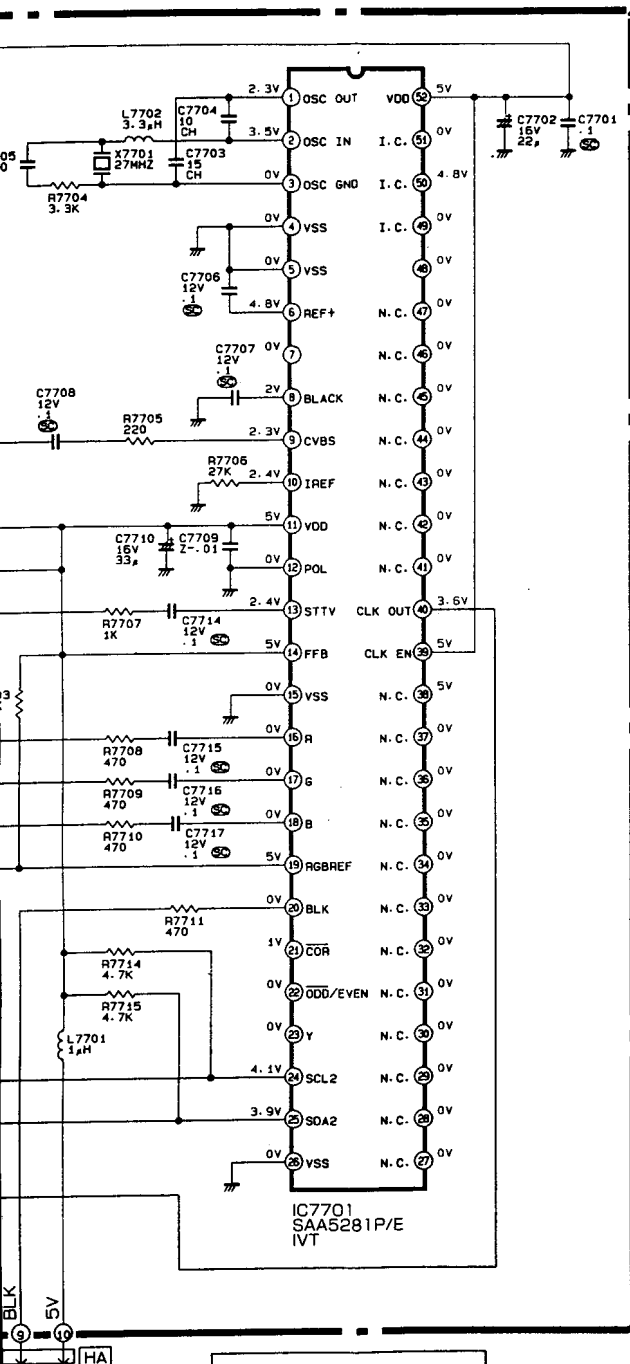 2.3V 1 OSC OUT VDD 52 5V
L7702 3.3µH
C7704 10 CH
3.5V 2 OSC IN I.C. 51 0V
C7702 16V 22µ
C7701 .1 SC
X7701 27MHZ
C7703 15 CH
R7704 3.3K
0V 3 OSC GND I.C. 50 4.8V
0V 4 VSS I.C. 49 0V
0V 5 VSS 48 0V
C7706 12V .1 SC
4.8V 6 REF+ N.C. 47 0V
0V 7 N.C. 46 0V
C7707 12V .1 SC
2V 8 BLACK N.C. 45 0V
C7708 12V .1 SC
R7705 220
2.3V 9 CVBS N.C. 44 0V
R7706 27K
2.4V 10 IREF N.C. 43 0V
5V 11 VDD N.C. 42 0V
C7710 16V 33µ
C7709 Z-.01
0V 12 POL N.C. 41 0V
2.4V 13 STTV CLK OUT 40 3.6V
R7707 1K
C7714 12V .1 SC
5V 14 FFB CLK EN 39 5V
0V 15 VSS N.C. 38 5V
0V 16 R N.C. 37 0V
R7708 470
C7715 12V .1 SC
0V 17 G N.C. 36 0V
R7709 470
C7716 12V .1 SC
0V 18 B N.C. 35 0V
R7710 470
C7717 12V .1 SC
5V 19 RGBREF N.C. 34 0V
0V 20 BLK N.C. 33 0V
R7711 470
1V 21 COR N.C. 32 0V
R7714 4.7K
0V 22 ODD/EVEN N.C. 31 0V
R7715 4.7K
0V 23 Y N.C. 30 0V
L7701 1µH
4.1V 24 SCL2 N.C. 29 0V
3.9V 25 SDA2 N.C. 28 0V
0V 26 VSS N.C. 27 0V
IC7701
SAA5281P/E
IVT
BLK 5V
9 10
HA